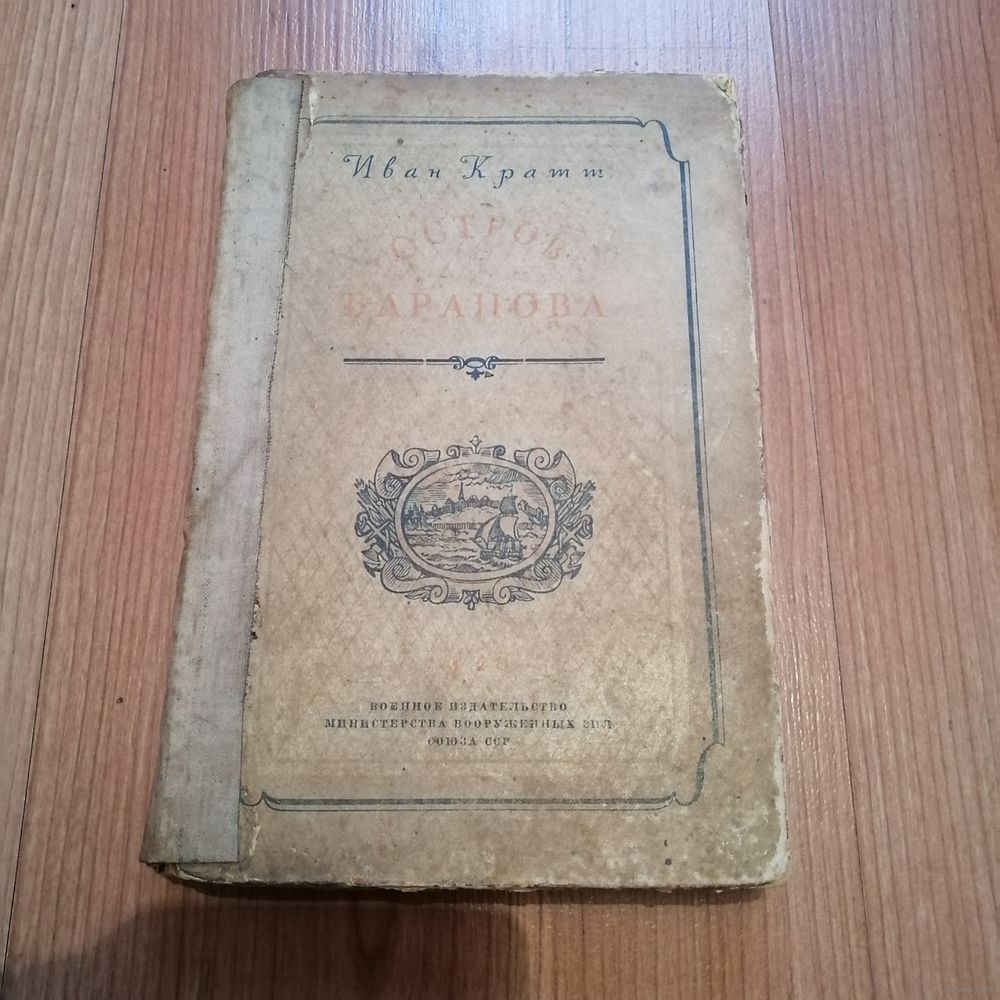 Иван Кратт
ОСТРОВ
БАРАНОВА
ВОЕННОЕ ИЗДАТЕЛЬСТВО
МИНИСТЕРСТВА ВООРУЖЕННЫХ СИЛ
СОЮЗА ССР